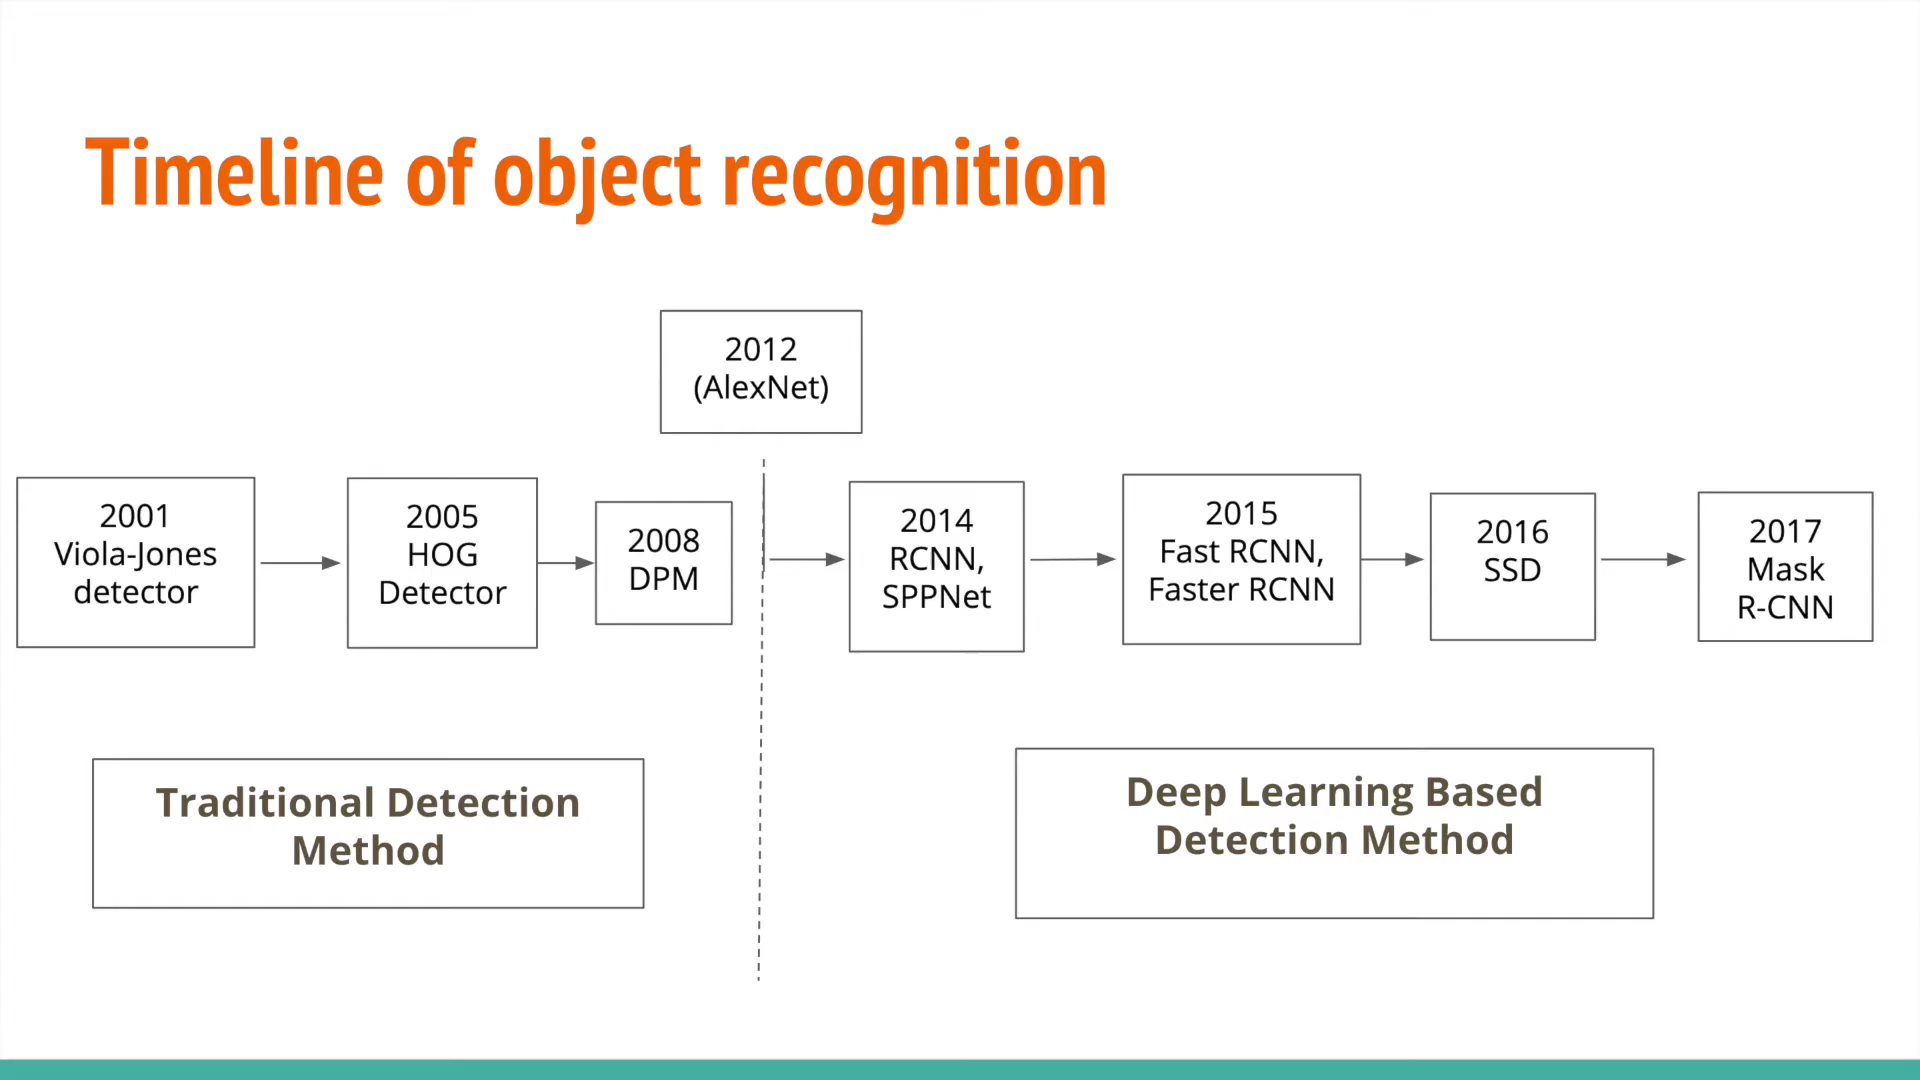 Timeline of object recognition
2012
(AlexNet)
2001
Viola-Jones
detector
2005
HOG
Detector
2008
DPM
2014
RCNN,
SPPNet
2015
Fast RCNN,
Faster RCNN
2016
SSD
2017
Mask
R-CNN
Traditional Detection
Method
Deep Learning Based
Detection Method